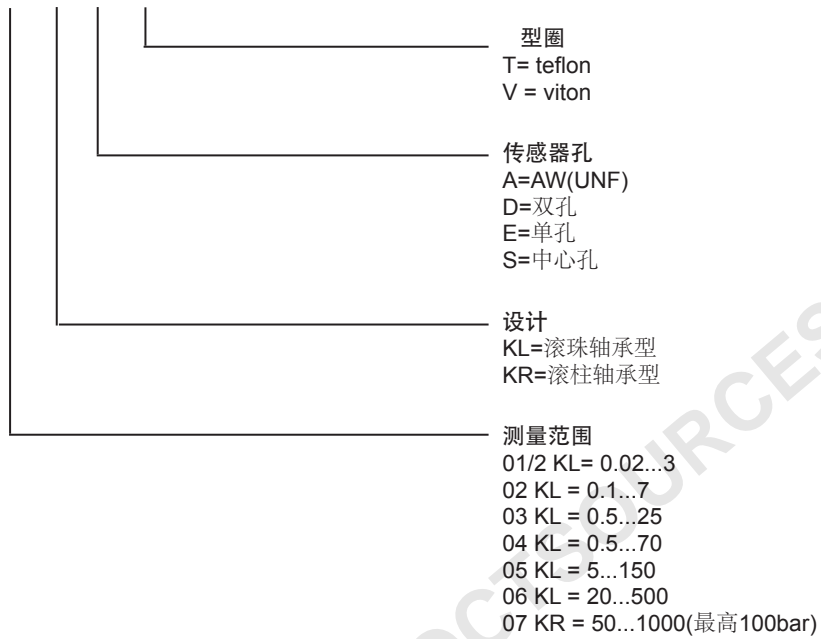 型圈
T= teflon
V = viton
传感器孔
A=AW(UNF)
D=双孔
E=单孔
S=中心孔
设计
KL=滚珠轴承型
KR=滚柱轴承型
测量范围
01/2 KL= 0.02...3
02 KL = 0.1...7
03 KL = 0.5...25
04 KL = 0.5...70
05 KL = 5...150
06 KL = 20...500
07 KR = 50...1000(最高100bar)